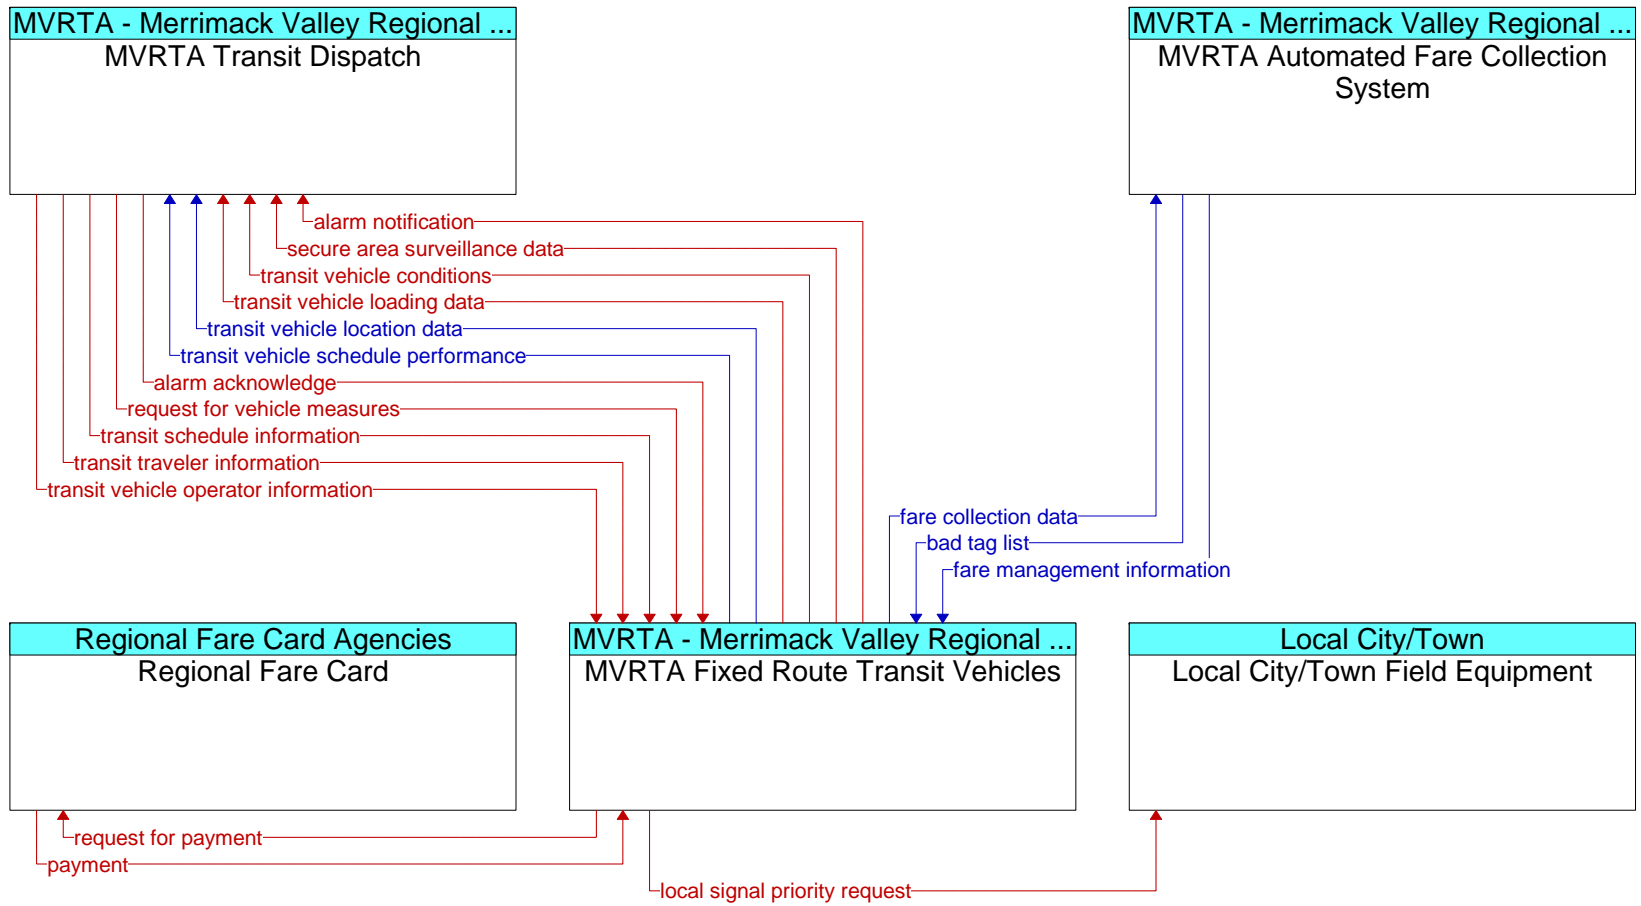 MVRTA - Merrimack Valley Regional ...
MVRTA Transit Dispatch
MVRTA - Merrimack Valley Regional ...
MVRTA Automated Fare Collection
System
alarm notification
secure area surveillance data
transit vehicle conditions
transit vehicle loading data
transit vehicle location data
transit vehicle schedule performance
alarm acknowledge
request for vehicle measures
transit schedule information
transit traveler information
transit vehicle operator information
fare collection data
bad tag list
fare management information
Regional Fare Card Agencies
Regional Fare Card
MVRTA - Merrimack Valley Regional ...
MVRTA Fixed Route Transit Vehicles
Local City/Town
Local City/Town Field Equipment
request for payment
payment
local signal priority request